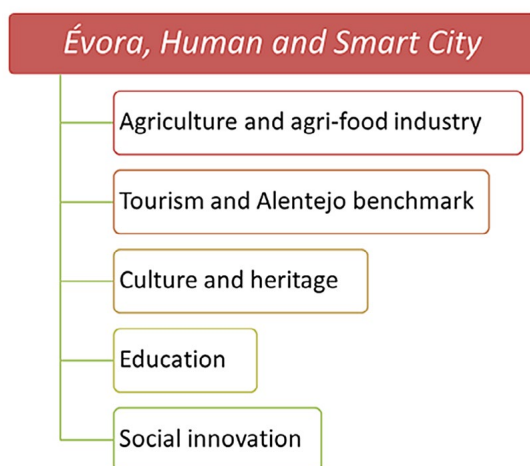 Évora, Human and Smart City
Agriculture and agri-food industry
Tourism and Alentejo benchmark
Culture and heritage
Education
Social innovation